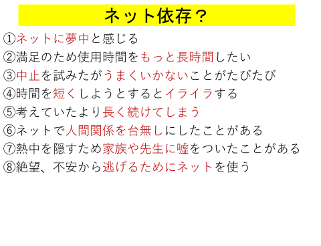 ネット依存？
①ネットに夢中と感じる
②満足のため使用時間をもっと長時間したい
③中止を試みたがうまくいかないことがたびたび
④時間を短くしようとするとイライラする
⑤考えていたより長く続けてしまう
⑥ネットで人間関係を台無しにしたことがある
⑦熱中を隠すため家族や先生に嘘をついたことがある
⑧絶望、不安から逃げるためにネットを使う